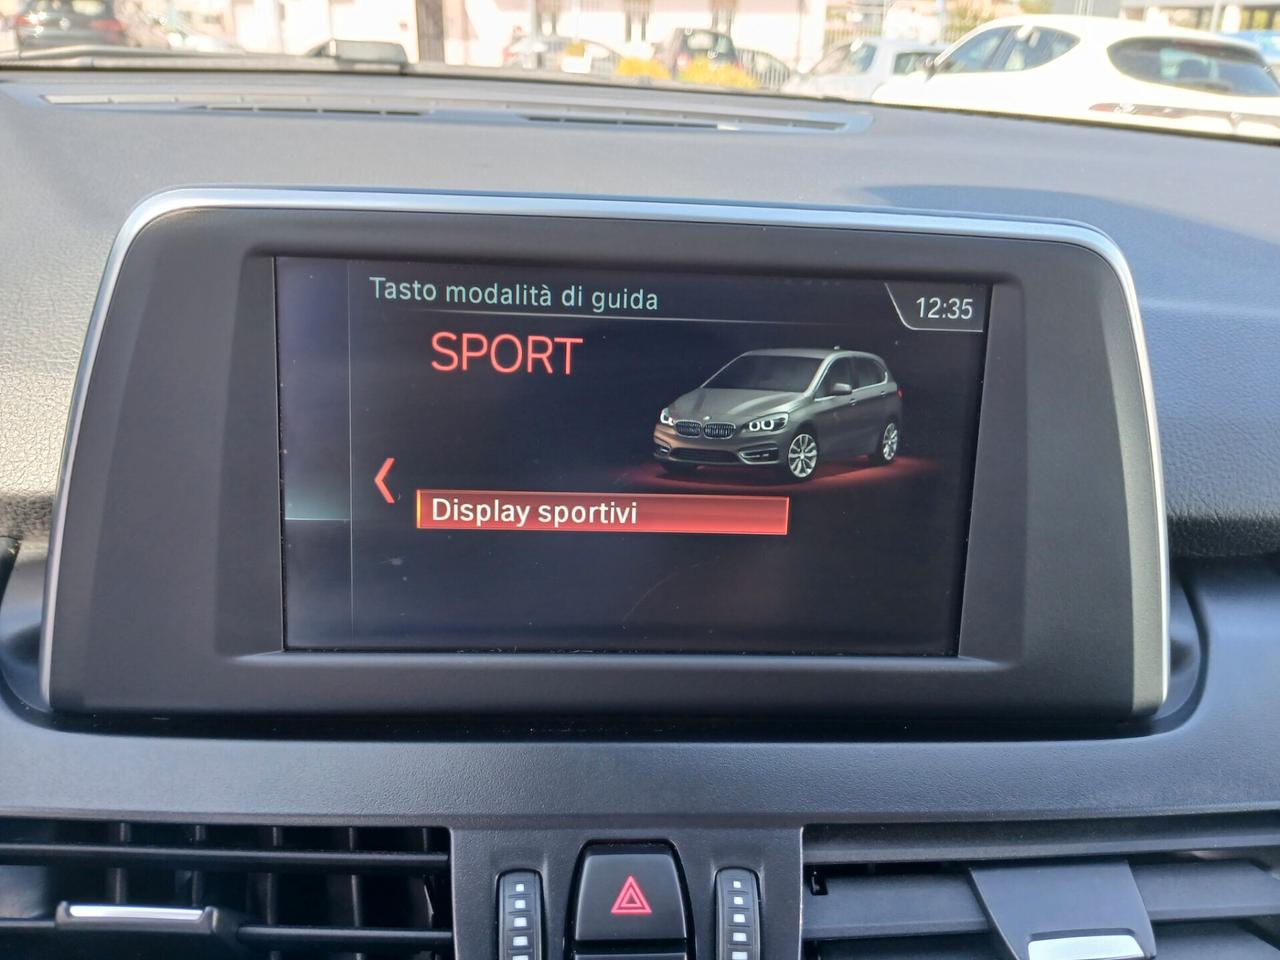 Tasto modalità di guida
12:35
SPORT
Display sportivi